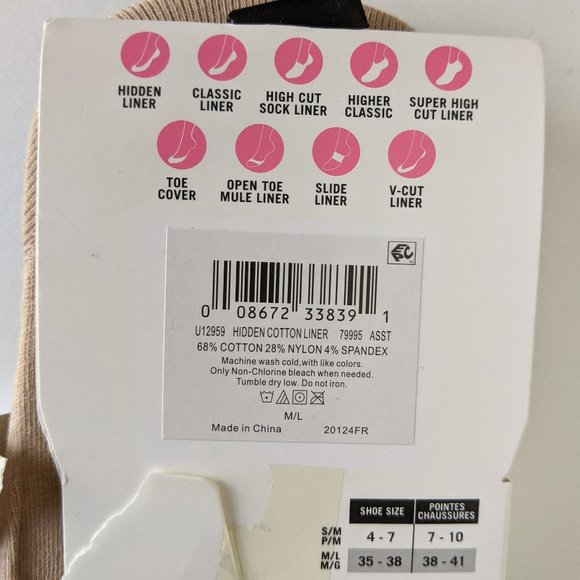 HIDDEN LINER
CLASSIC LINER
HIGH CUT SOCK LINER
HIGHER CLASSIC
SUPER HIGH CUT LINER
TOE COVER
OPEN TOE MULE LINER
SLIDE LINER
V-CUT LINER
0 08672 33839 1
U12959 HIDDEN COTTON LINER 79995 ASST
68% COTTON 28% NYLON 4% SPANDEX
Machine wash cold,with like colors.
Only Non-Chlorine bleach when needed.
Tumble dry low. Do not iron.
M/L
Made in China 20124FR
SHOE SIZE POINTES CHAUSSURES
S/M P/M 4 - 7 7 - 10
M/L M/G 35 - 38 38 - 41